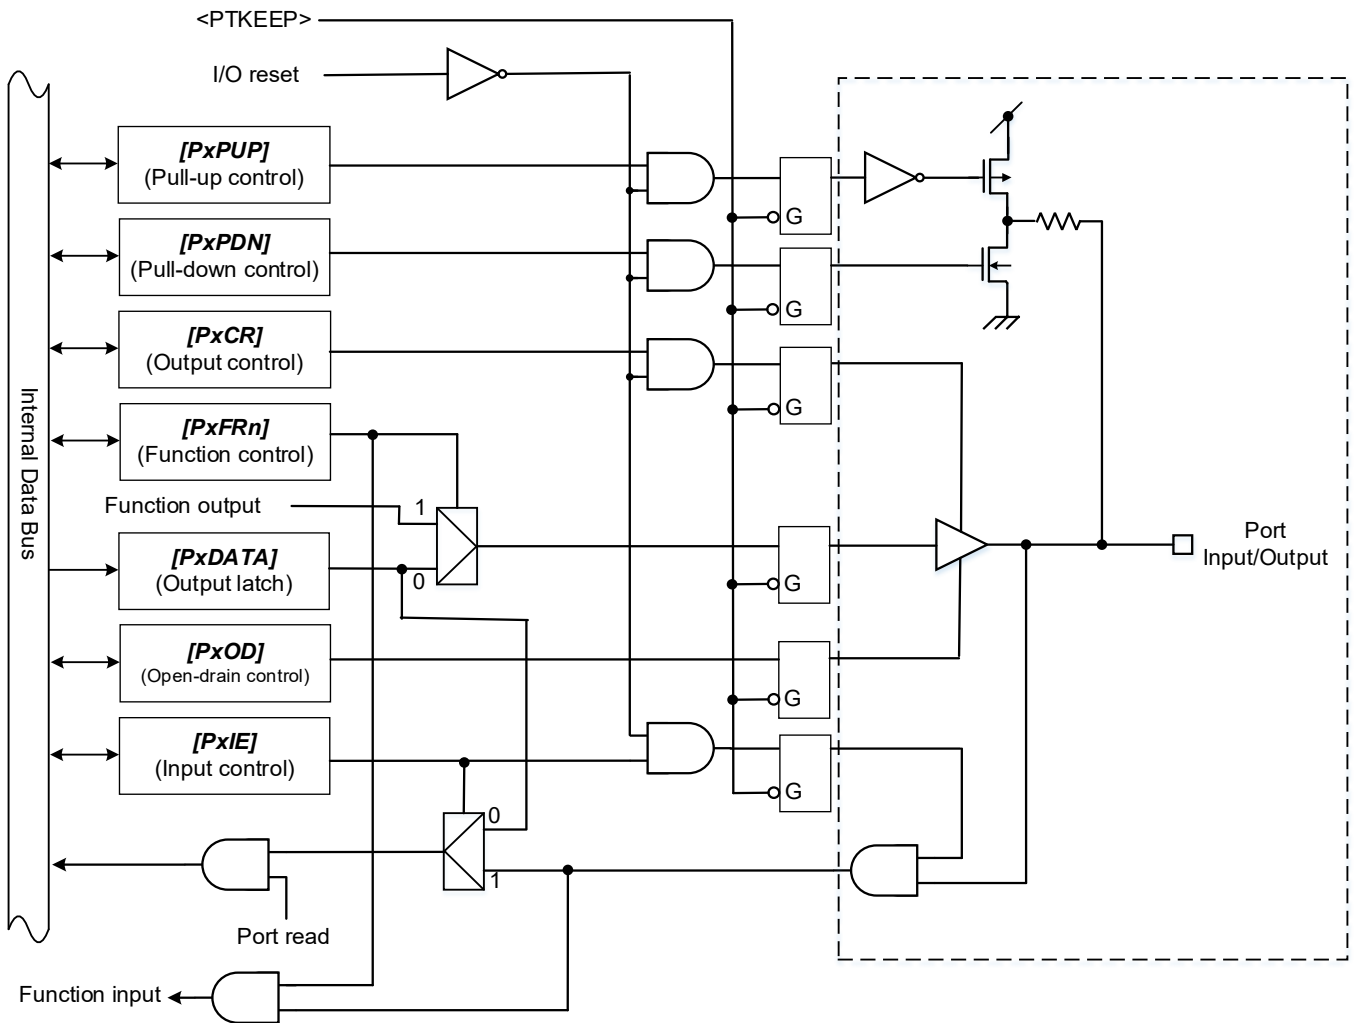 <PTKEEP>
I/O reset
[PxPUP]
(Pull-up control)
G
[PxPDN]
(Pull-down control)
G
[PxCR]
(Output control)
G
Internal Data Bus
[PxFRn]
(Function control)
Function output
1
Port
Input/Output
[PxDATA]
(Output latch)
0
G
[PxOD]
(Open-drain control)
G
[PxIE]
(Input control)
G
0
1
Port read
Function input